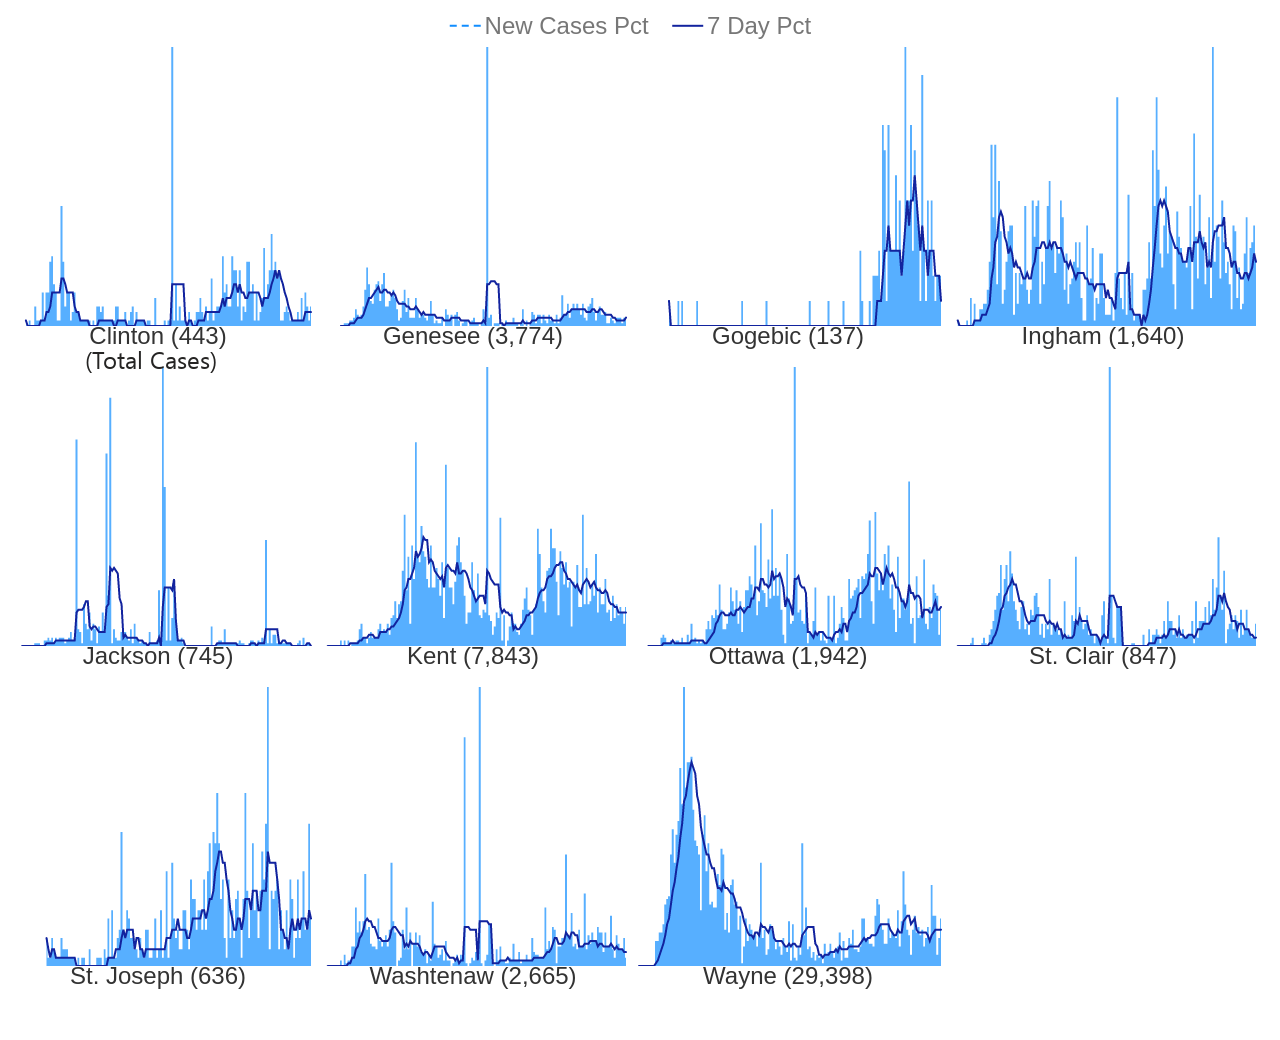 New Cases Pct 7 Day Pct
Clinton (443) Genesee (3,774) Gogebic (137) Ingham (1,640)
(Total Cases)
Jackson (745) Kent (7,843) Ottawa (1,942) St. Clair (847)
St. Joseph (636) Washtenaw (2,665) Wayne (29,398)